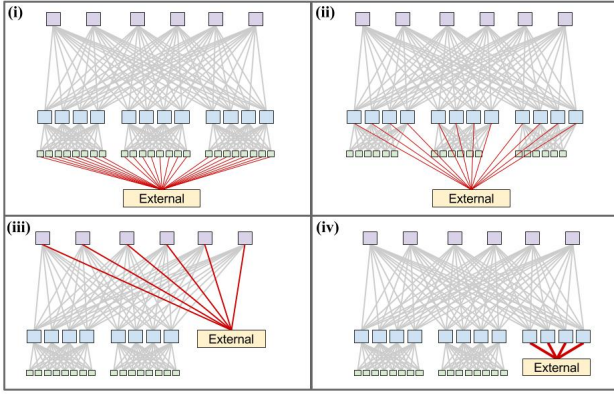 (i)
External
(ii)
External
(iii)
External
(iv)
External